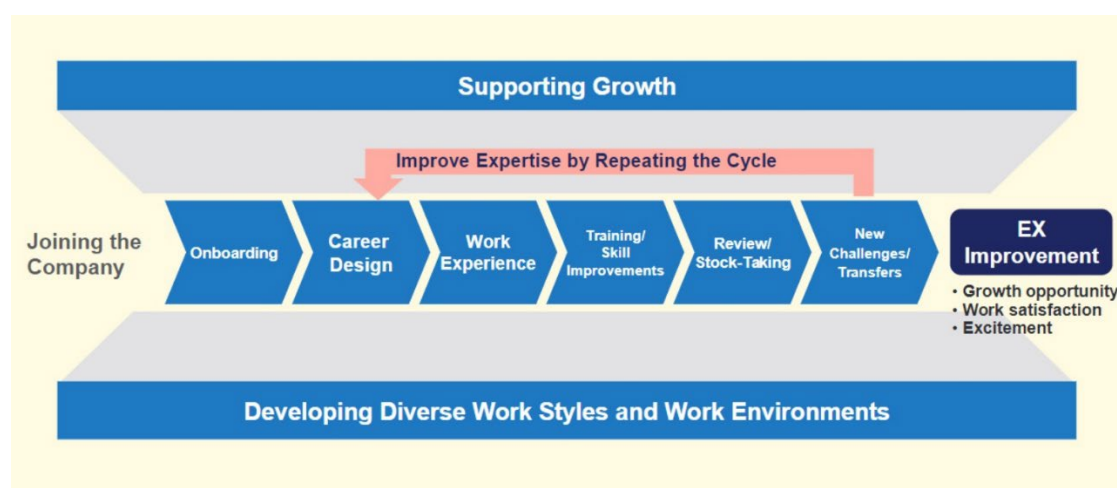 Supporting Growth
Improve Expertise by Repeating the Cycle
Joining the
Company
Onboarding
Career
Design
Work
Experience
Training/
Skill
Improvements
Review/
Stock-Taking
New
Challenges/
Transfers
EX
Improvement
• Growth opportunity
• Work satisfaction
• Excitement
Developing Diverse Work Styles and Work Environments